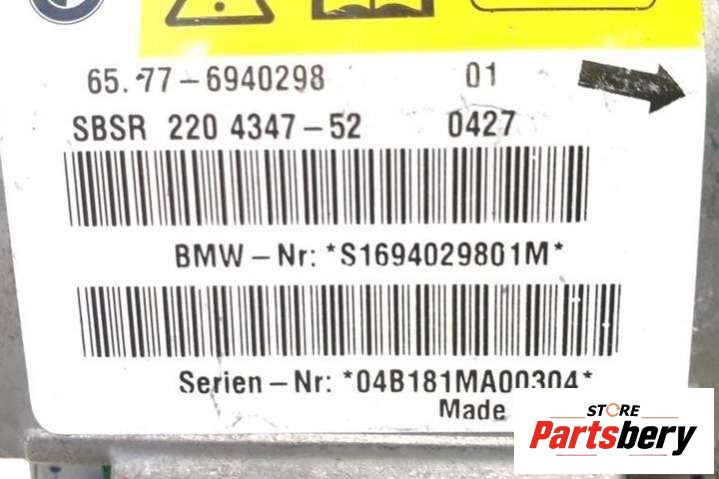 65.77-6940298 01
SBSR 220 4347-52 0427
BMW-Nr: *S1694029801M*
Serien-Nr: *04B181MA00304*
Made
STORE
Partsbery